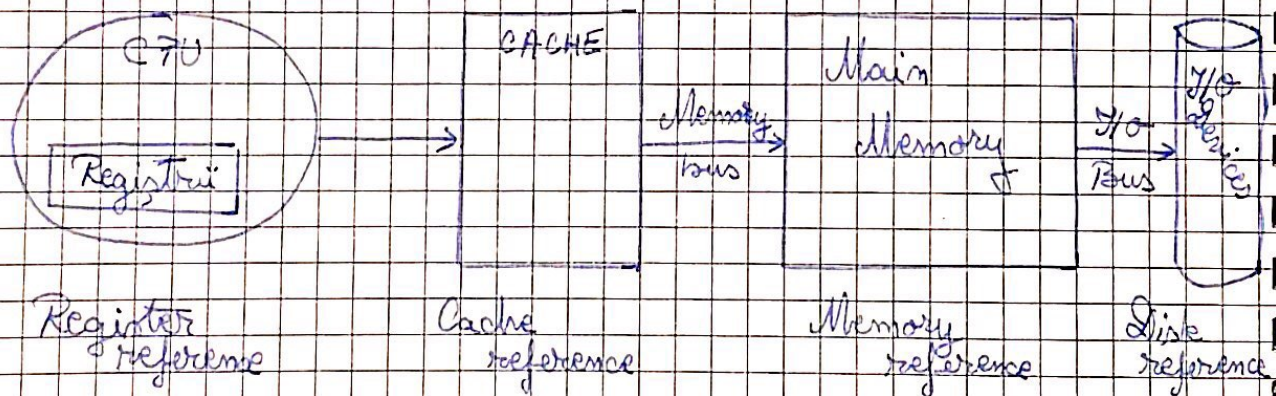 CPU
Registrii
CACHE
Memory
bus
Main
Memory
I/O
Bus
I/O
Devices
Register
reference
Cache
reference
Memory
reference
Disk
reference